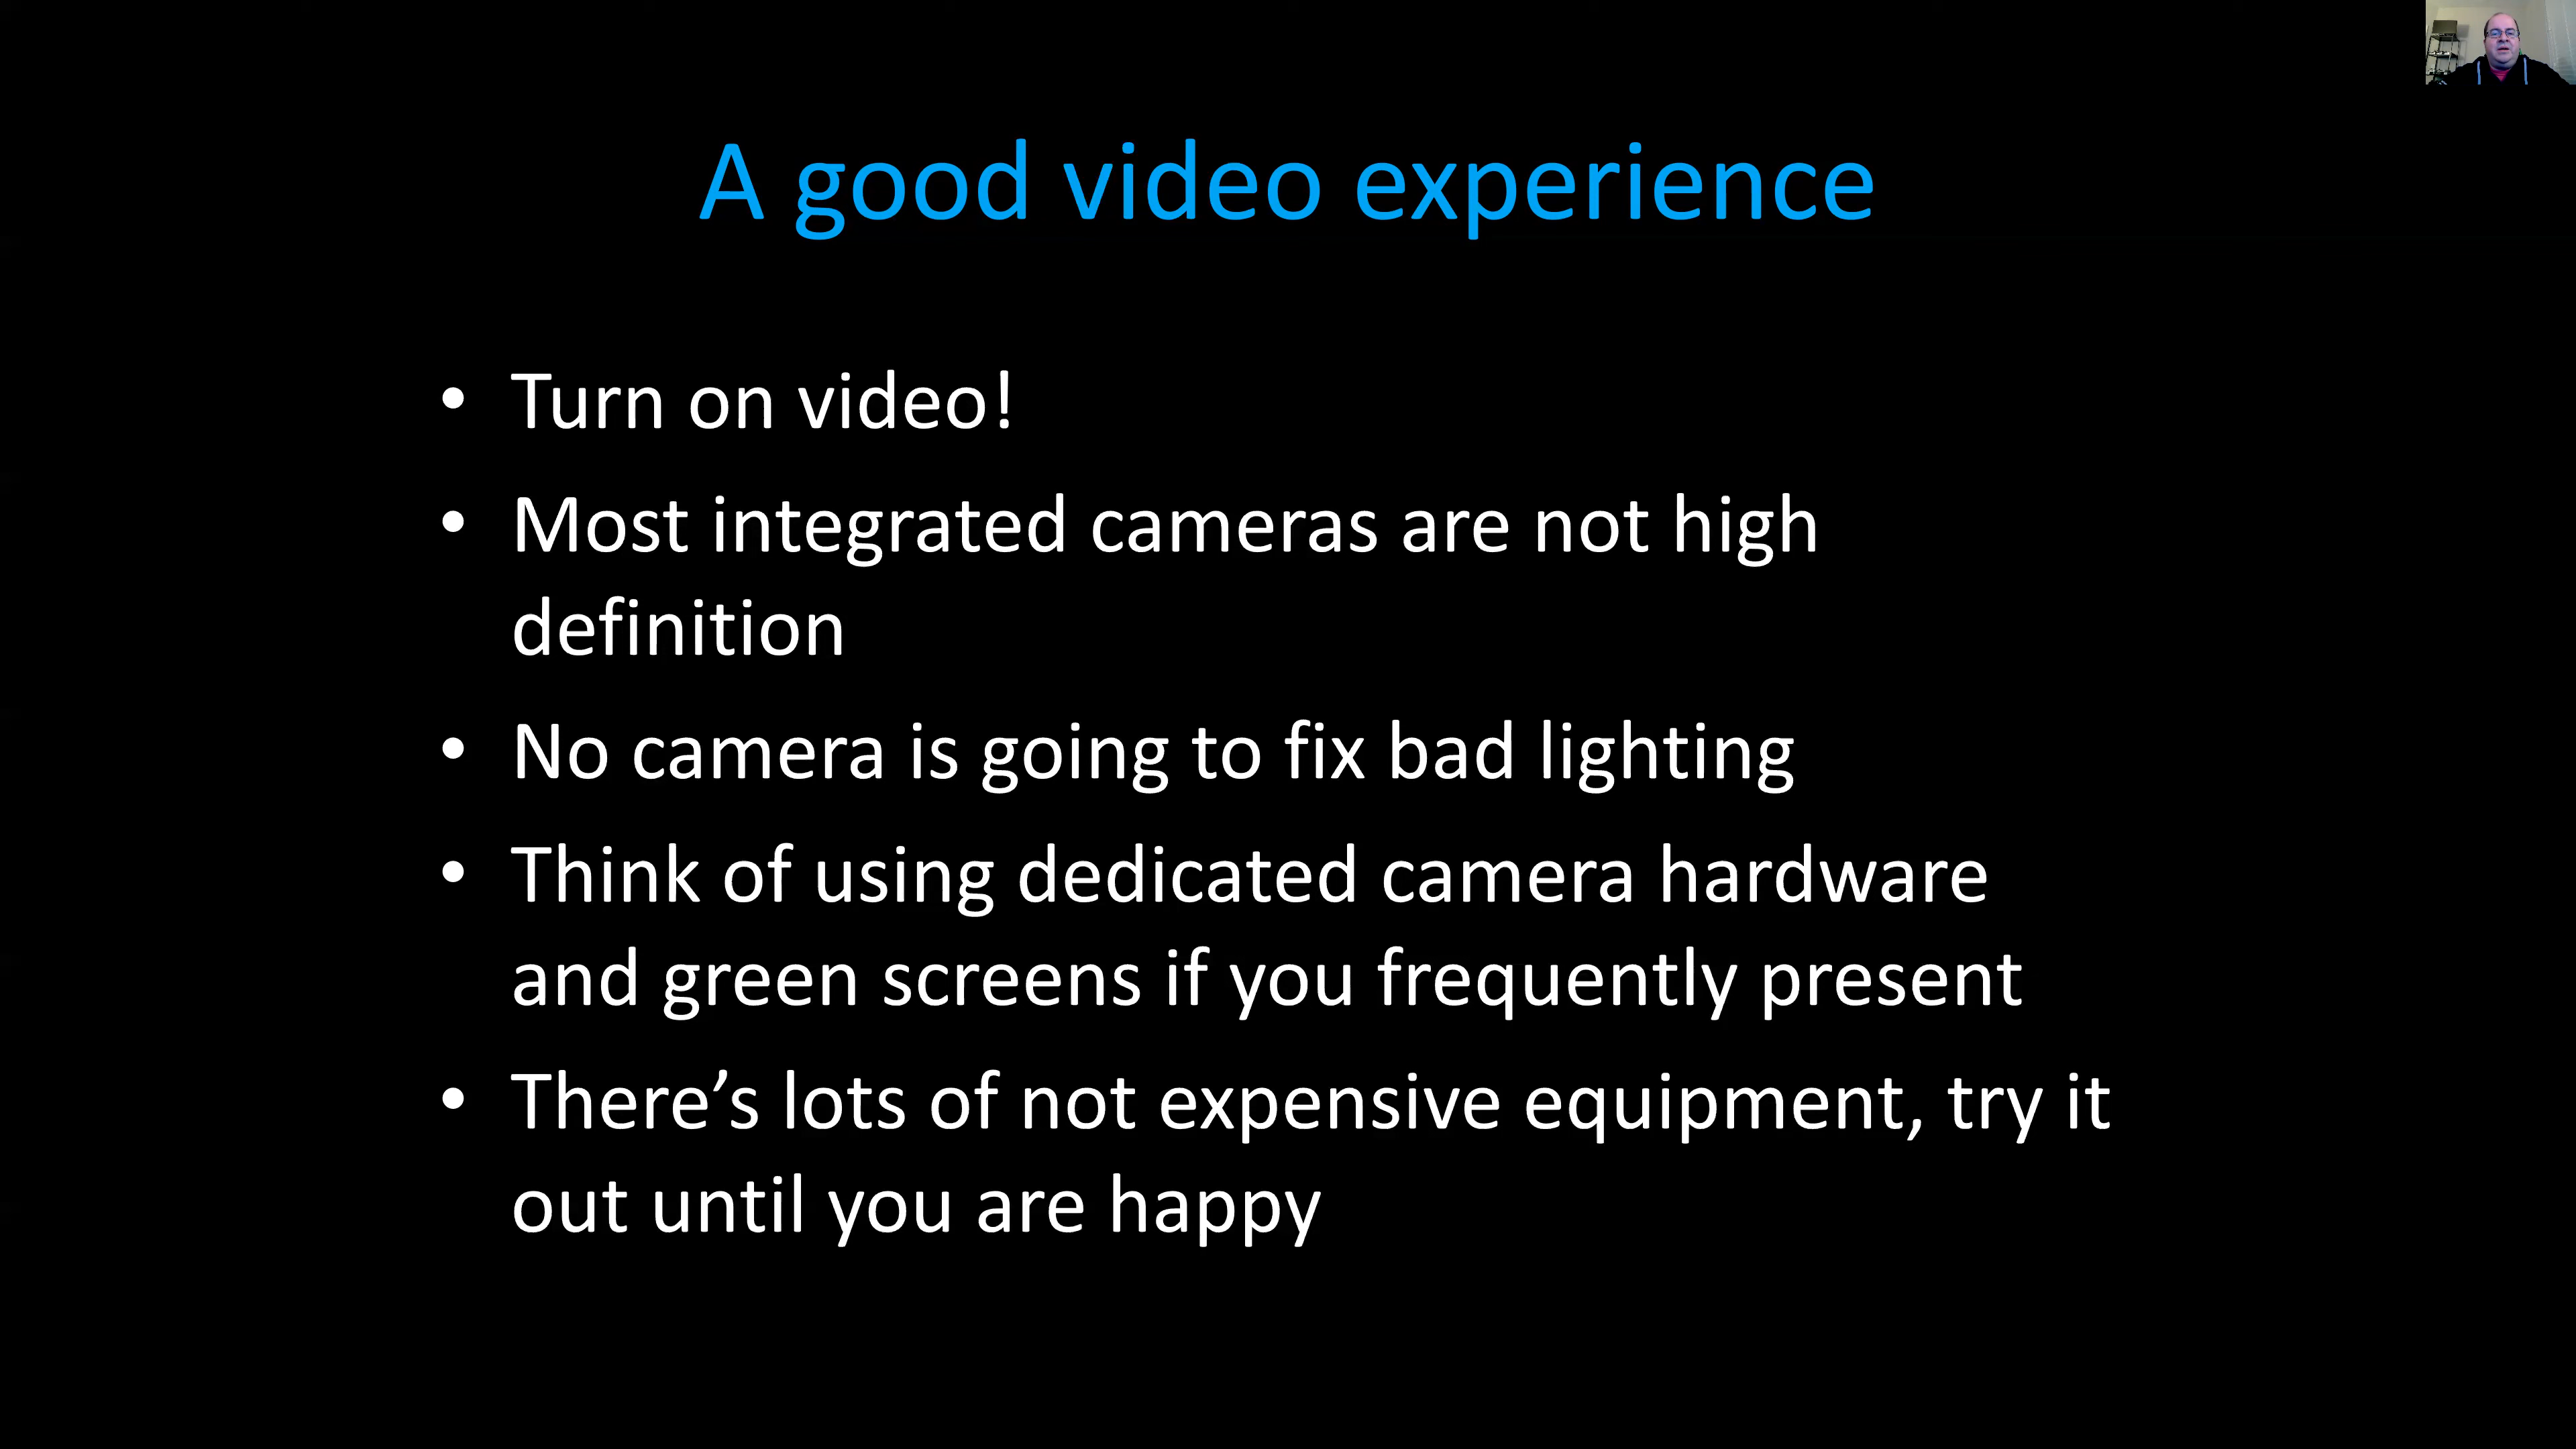 A good video experience
• Turn on video!
• Most integrated cameras are not high
definition
• No camera is going to fix bad lighting
• Think of using dedicated camera hardware
and green screens if you frequently present
• There’s lots of not expensive equipment, try it
out until you are happy